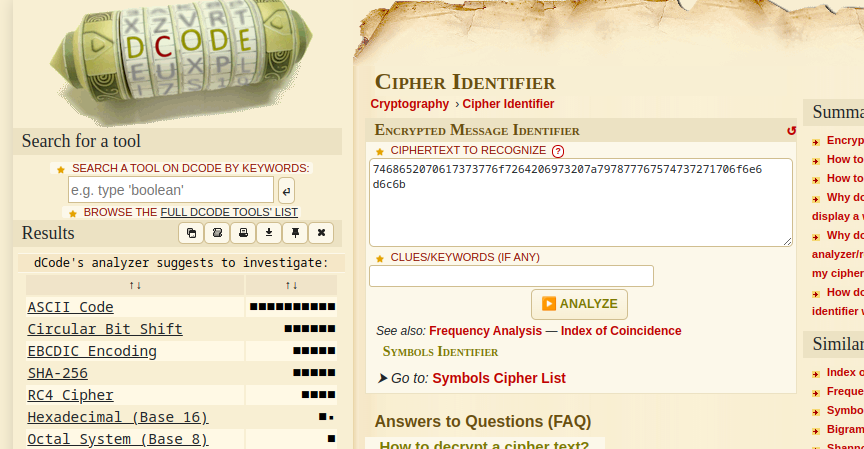 X Z V R T
D C O D E
E U X P L
Search for a tool
SEARCH A TOOL ON DCODE BY KEYWORDS:
e.g. type 'boolean'
BROWSE THE FULL DCODE TOOLS' LIST
Results
dCode's analyzer suggests to investigate:
↑↓ ↑↓
ASCII Code ■■■■■■■■■■
Circular Bit Shift ■■■■■■
EBCDIC Encoding ■■■■■
SHA-256 ■■■■■
RC4 Cipher ■■■■
Hexadecimal (Base 16) ■▪
Octal System (Base 8) ■
CIPHER IDENTIFIER
Cryptography › Cipher Identifier
ENCRYPTED MESSAGE IDENTIFIER
CIPHERTEXT TO RECOGNIZE ?
7468652070617373776f7264206973207a797877767574737271706f6e6
d6c6b
CLUES/KEYWORDS (IF ANY)
ANALYZE
See also: Frequency Analysis — Index of Coincidence
SYMBOLS IDENTIFIER
➤ Go to: Symbols Cipher List
Answers to Questions (FAQ)
How to decrypt a cipher text?
Summa
Encryp
How to
How to
Why do
display a w
Why do
analyzer/r
my cipher
How do
identifier w
Similar
Index o
Freque
Symbo
Bigram
Shanno